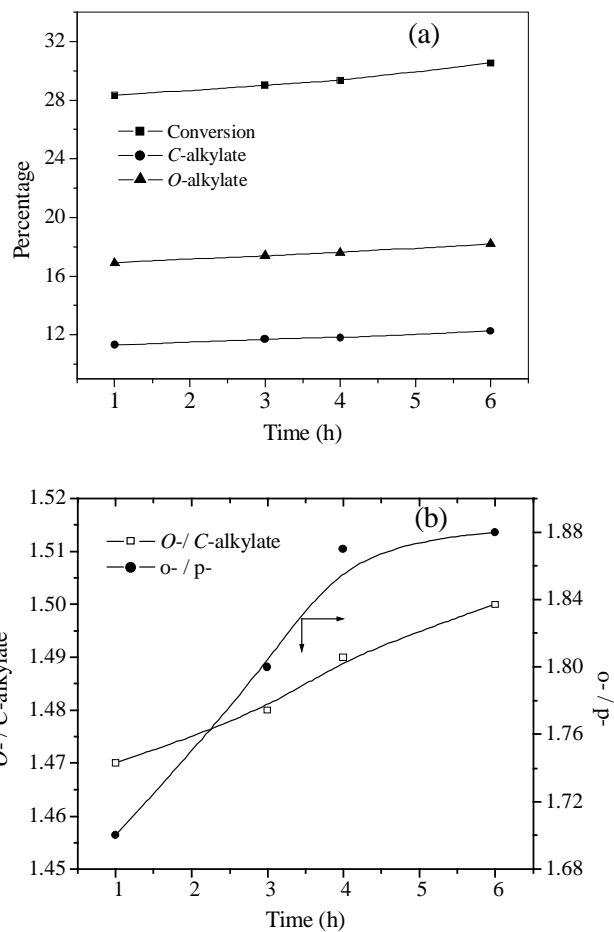 (a)
32
28
24
20
16
12
Percentage
Conversion
C-alkylate
O-alkylate
1 2 3 4 5 6
Time (h)
(b)
1.52
1.51
1.50
1.49
1.48
1.47
1.46
1.45
O-/ C-alkylate
O-/ C-alkylate
o- / p-
1.88
1.84
1.80
1.76
1.72
1.68
o- / p-
1 2 3 4 5 6
Time (h)